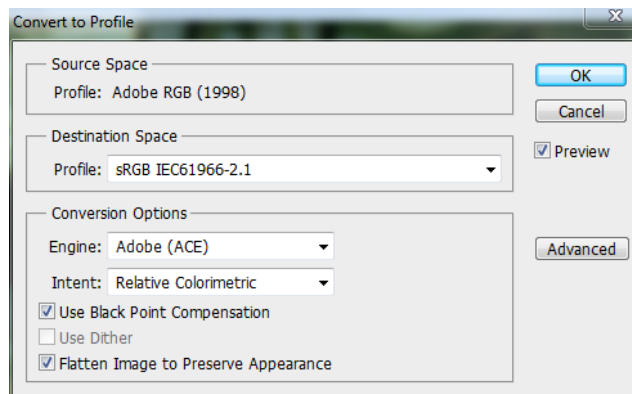 Convert to Profile
Source Space
Profile: Adobe RGB (1998)
OK
Cancel
Preview
Destination Space
Profile: sRGB IEC61966-2.1
Conversion Options
Engine: Adobe (ACE)
Advanced
Intent: Relative Colorimetric
Use Black Point Compensation
Use Dither
Flatten Image to Preserve Appearance